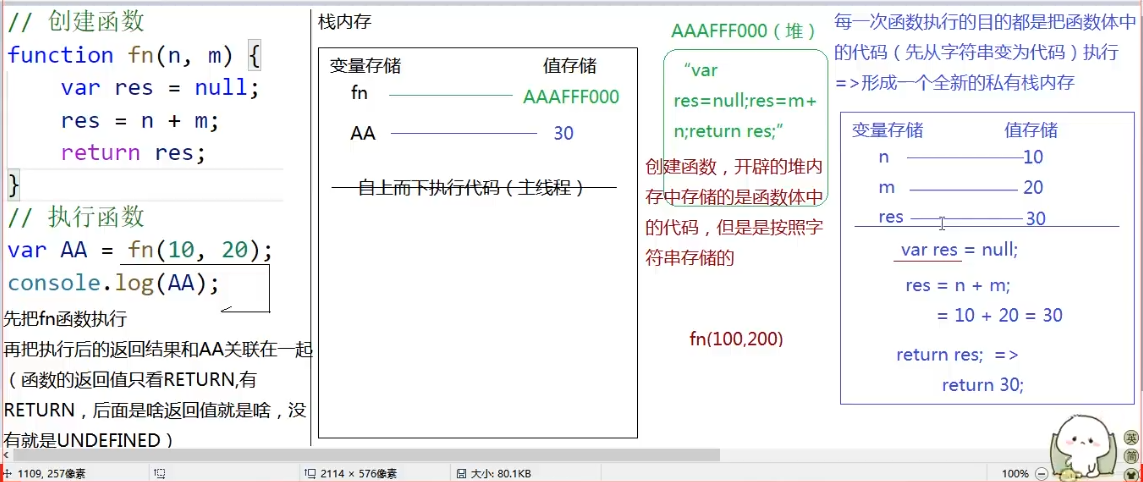 // 创建函数
function fn(n, m) {
var res = null;
res = n + m;
return res;
}
// 执行函数
var AA = fn(10, 20);
console.log(AA);
先把fn函数执行
再把执行后的返回结果和AA关联在一起
（函数的返回值只看RETURN,有
RETURN，后面是啥返回值就是啥，没
有就是UNDEFINED）
栈内存
变量存储 值存储
fn AAAFFF000
AA 30
自上而下执行代码（主线程）
AAAFFF000（堆）
“var
res=null;res=m+
n;return res;”
创建函数，开辟的堆内
存中存储的是函数体中
的代码，但是是按照字
符串存储的
fn(100,200)
每一次函数执行的目的都是把函数体中
的代码（先从字符串变为代码）执行
=>形成一个全新的私有栈内存
变量存储 值存储
n 10
m 20
res 30
var res = null;
res = n + m;
= 10 + 20 = 30
return res; =>
return 30;
1109, 257像素
2114 × 576像素
大小: 80.1KB
100%
英
简